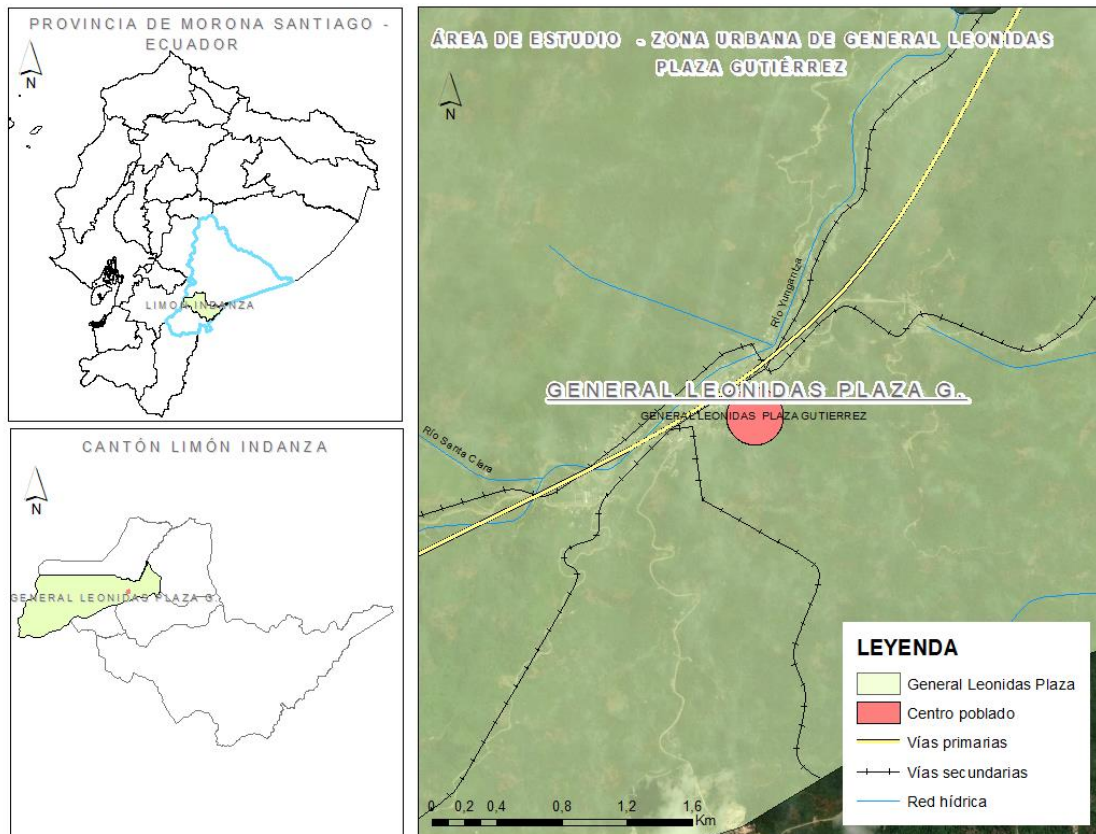 PROVINCIA DE MORONA SANTIAGO -
ECUADOR
N
LIMÓN INDANZA
CANTÓN LIMÓN INDANZA
N
GENERAL LEONIDAS PLAZA G.
ÁREA DE ESTUDIO - ZONA URBANA DE GENERAL LEONIDAS
PLAZA GUTIÉRREZ
N
Río Yungantza
GENERAL LEONIDAS PLAZA G.
GENERAL LEONIDAS PLAZA GUTIERREZ
Río Santa Clara
LEYENDA
General Leonidas Plaza
Centro poblado
Vías primarias
Vías secundarias
Red hídrica
0 0,2 0,4 0,8 1,2 1,6
Km